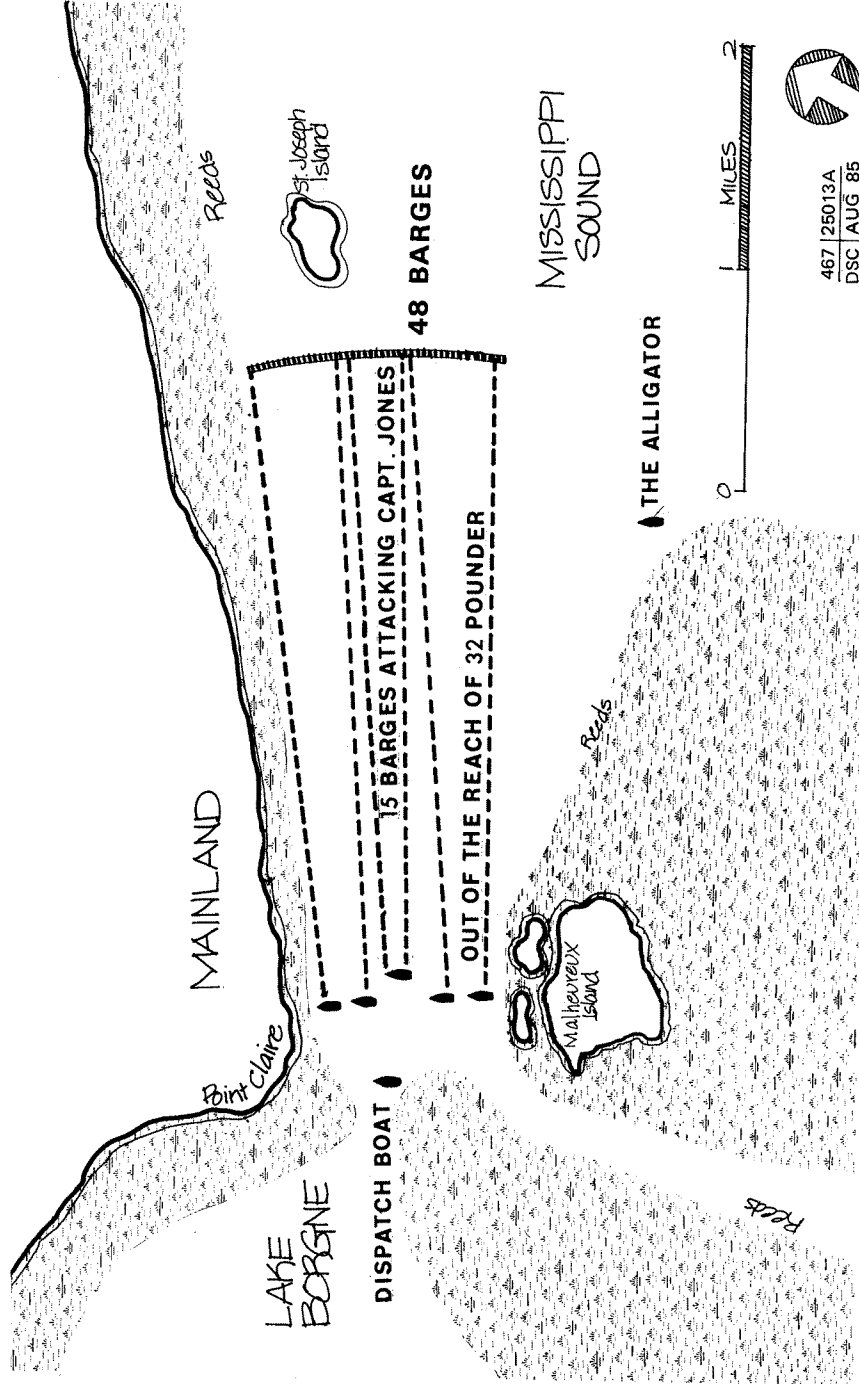 MAINLAND
Reeds
St. Joseph
Island
Point Claire
48 BARGES
15 BARGES ATTACKING CAPT. JONES
OUT OF THE REACH OF 32 POUNDER
MISSISSIPPI
SOUND
LAKE
BORGNE
DISPATCH BOAT
Malheureux
Island
Reeds
THE ALLIGATOR
Reeds
0 1 MILES 2
467 | 25013A
DSC | AUG 85